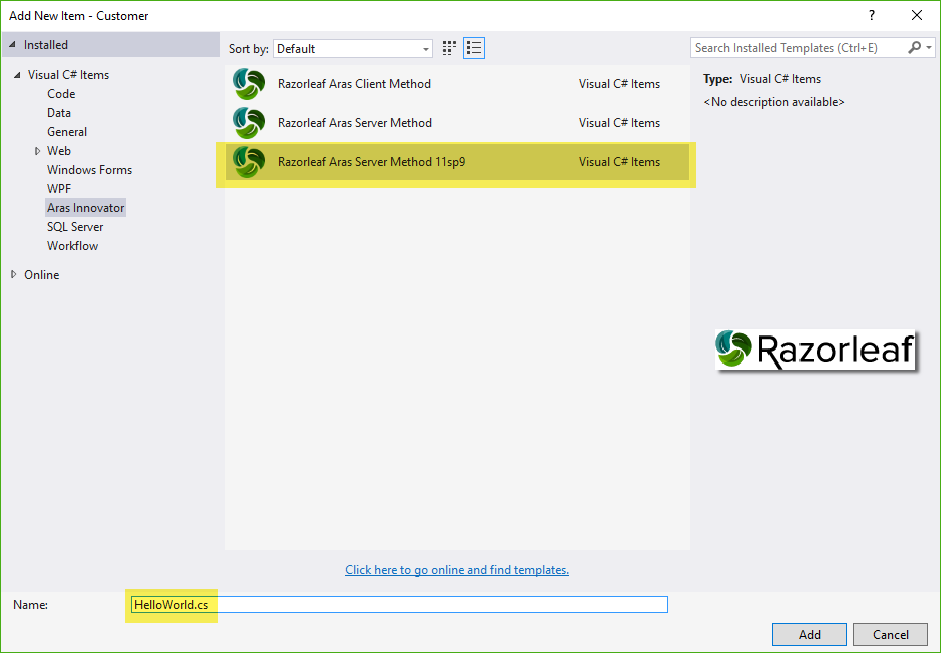 Add New Item - Customer
?
Installed
Sort by: Default
Search Installed Templates (Ctrl+E)
Visual C# Items
Code
Data
General
Web
Windows Forms
WPF
Aras Innovator
SQL Server
Workflow
Online
Razorleaf Aras Client Method Visual C# Items
Razorleaf Aras Server Method Visual C# Items
Razorleaf Aras Server Method 11sp9 Visual C# Items
Type: Visual C# Items
<No description available>
Razorleaf
Click here to go online and find templates.
Name: HelloWorld.cs
Add Cancel